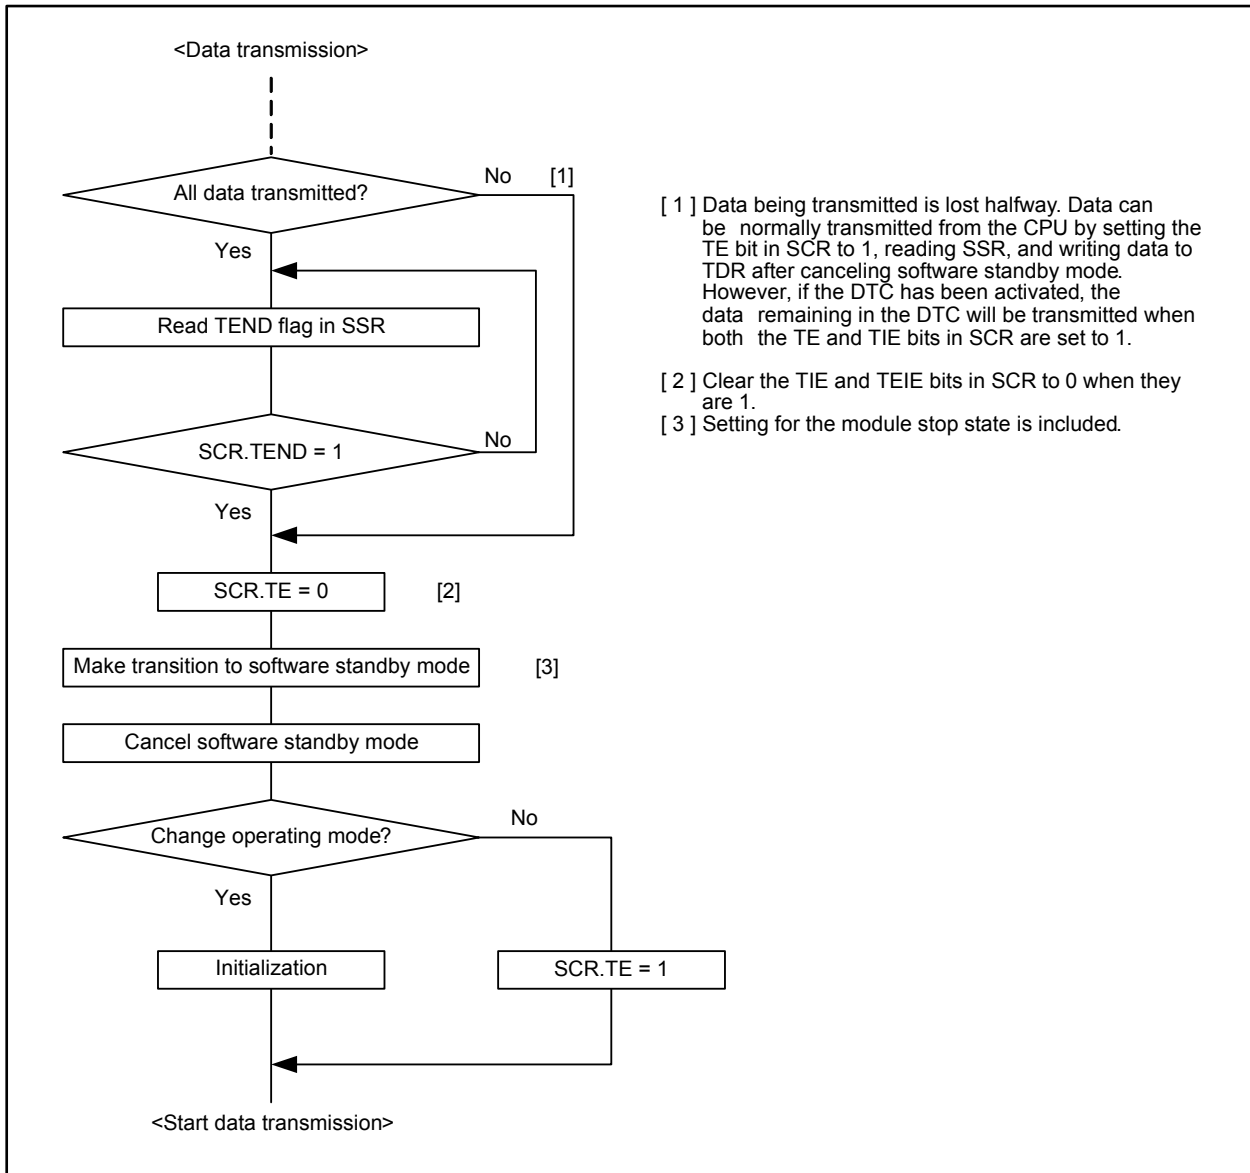 <Data transmission>
All data transmitted?
No [1]
Yes
Read TEND flag in SSR
SCR.TEND = 1
No
Yes
SCR.TE = 0 [2]
Make transition to software standby mode [3]
Cancel software standby mode
Change operating mode?
No
Yes
Initialization
SCR.TE = 1
<Start data transmission>
[ 1 ] Data being transmitted is lost halfway. Data can
be normally transmitted from the CPU by setting the
TE bit in SCR to 1, reading SSR, and writing data to
TDR after canceling software standby mode.
However, if the DTC has been activated, the
data remaining in the DTC will be transmitted when
both the TE and TIE bits in SCR are set to 1.
[ 2 ] Clear the TIE and TEIE bits in SCR to 0 when they
are 1.
[ 3 ] Setting for the module stop state is included.